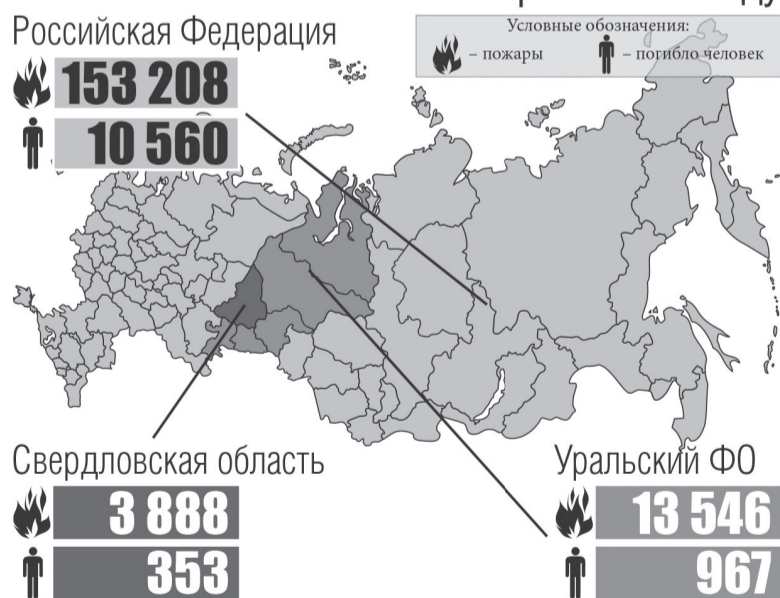 Российская Федерация
153 208
10 560
Условные обозначения:
– пожары
– погибло человек
Свердловская область
3 888
353
Уральский ФО
13 546
967